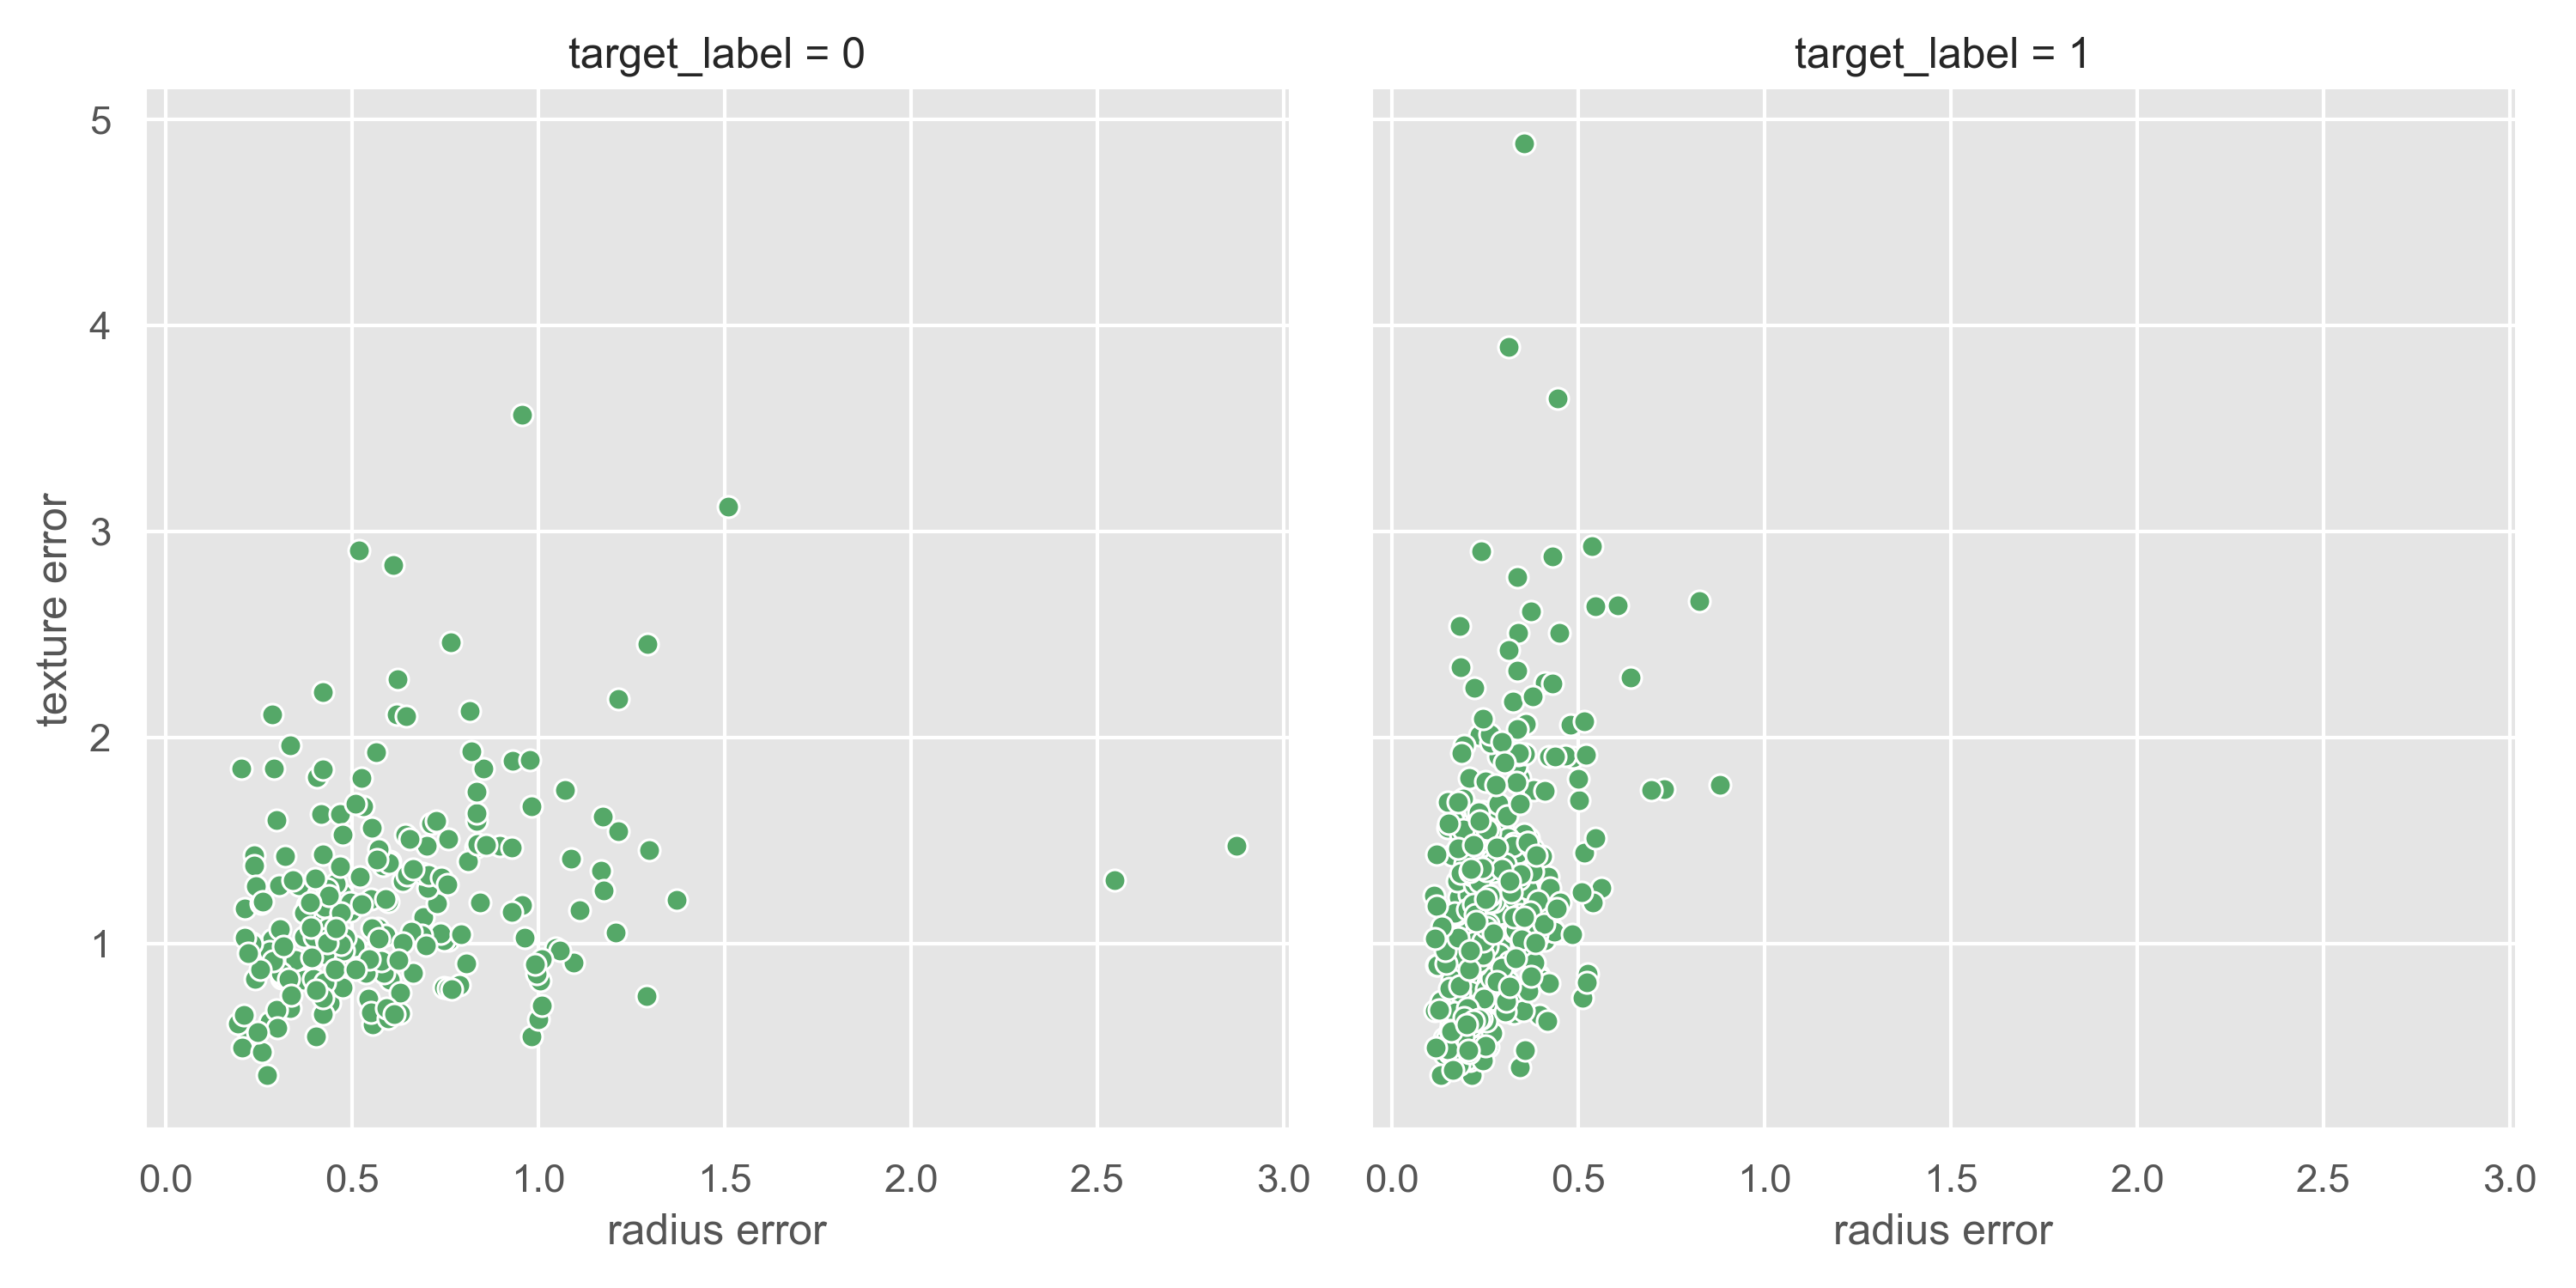 target_label = 0
target_label = 1
5
4
3
2
1
texture error
0.0 0.5 1.0 1.5 2.0 2.5 3.0
0.0 0.5 1.0 1.5 2.0 2.5 3.0
radius error
radius error